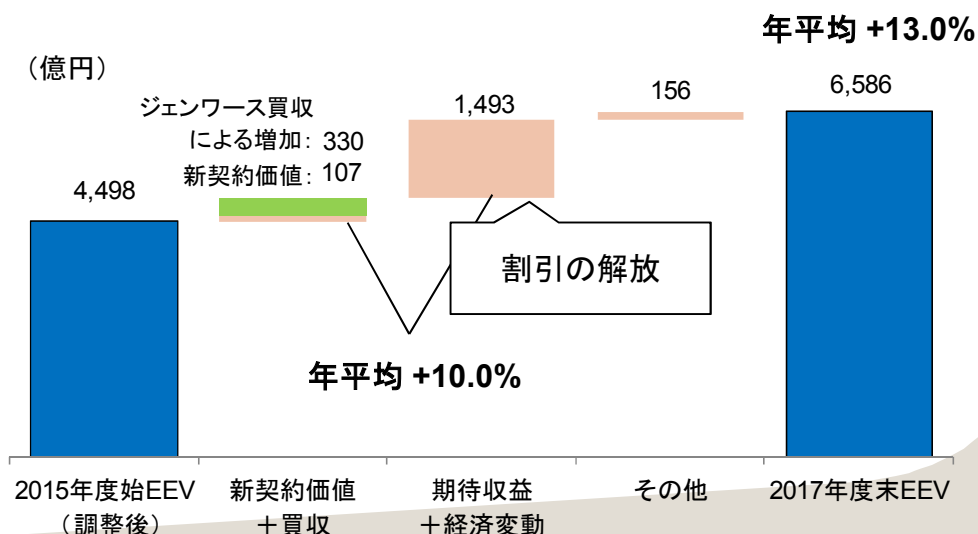 年平均 +13.0%
（億円）
ジェンワース買収
による増加： 330
新契約価値： 107
4,498
1,493
156
6,586
割引の解放
年平均 +10.0%
2015年度始EEV
（調整後）
新契約価値
＋買収
期待収益
＋経済変動
その他
2017年度末EEV